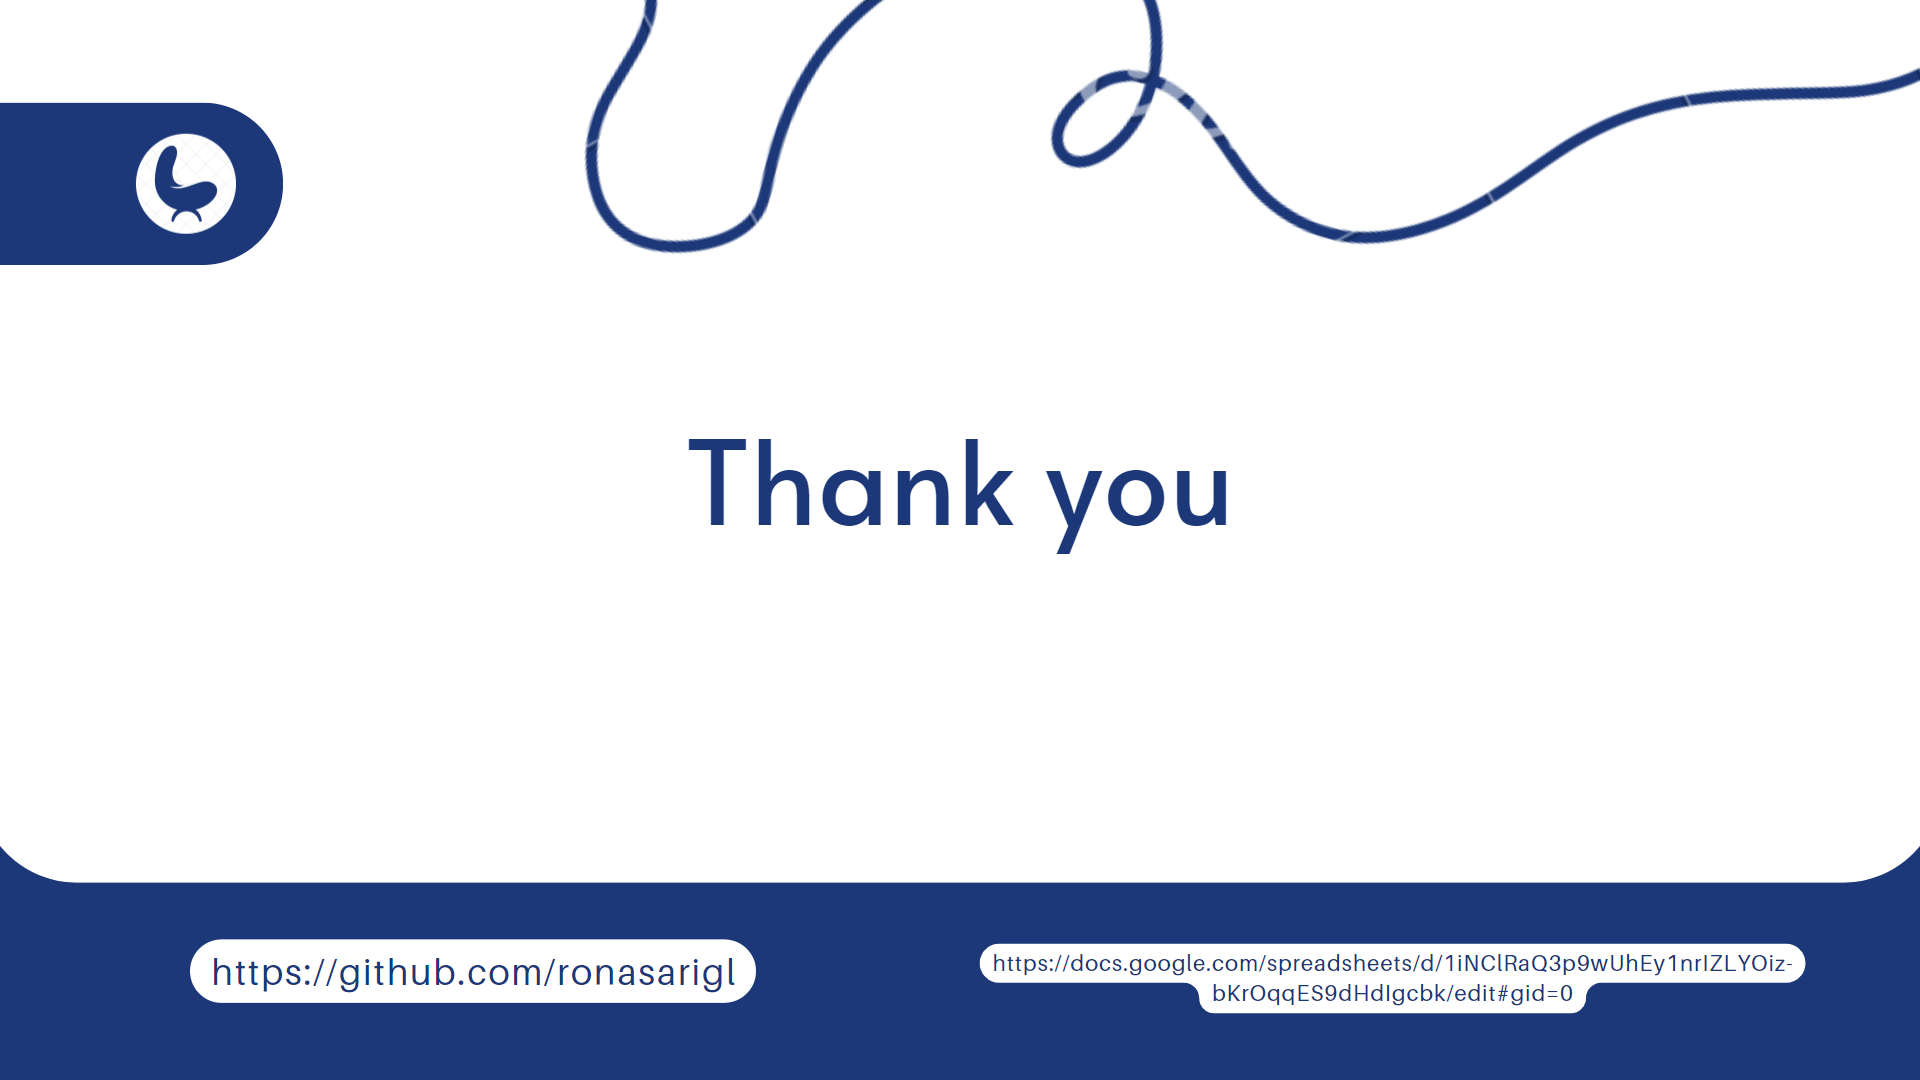 Thank you
https://github.com/ronasarigl
https://docs.google.com/spreadsheets/d/1iNClRaQ3p9wUhEy1nrIZLYOiz-
bKrOqqES9dHdIgcbk/edit#gid=0